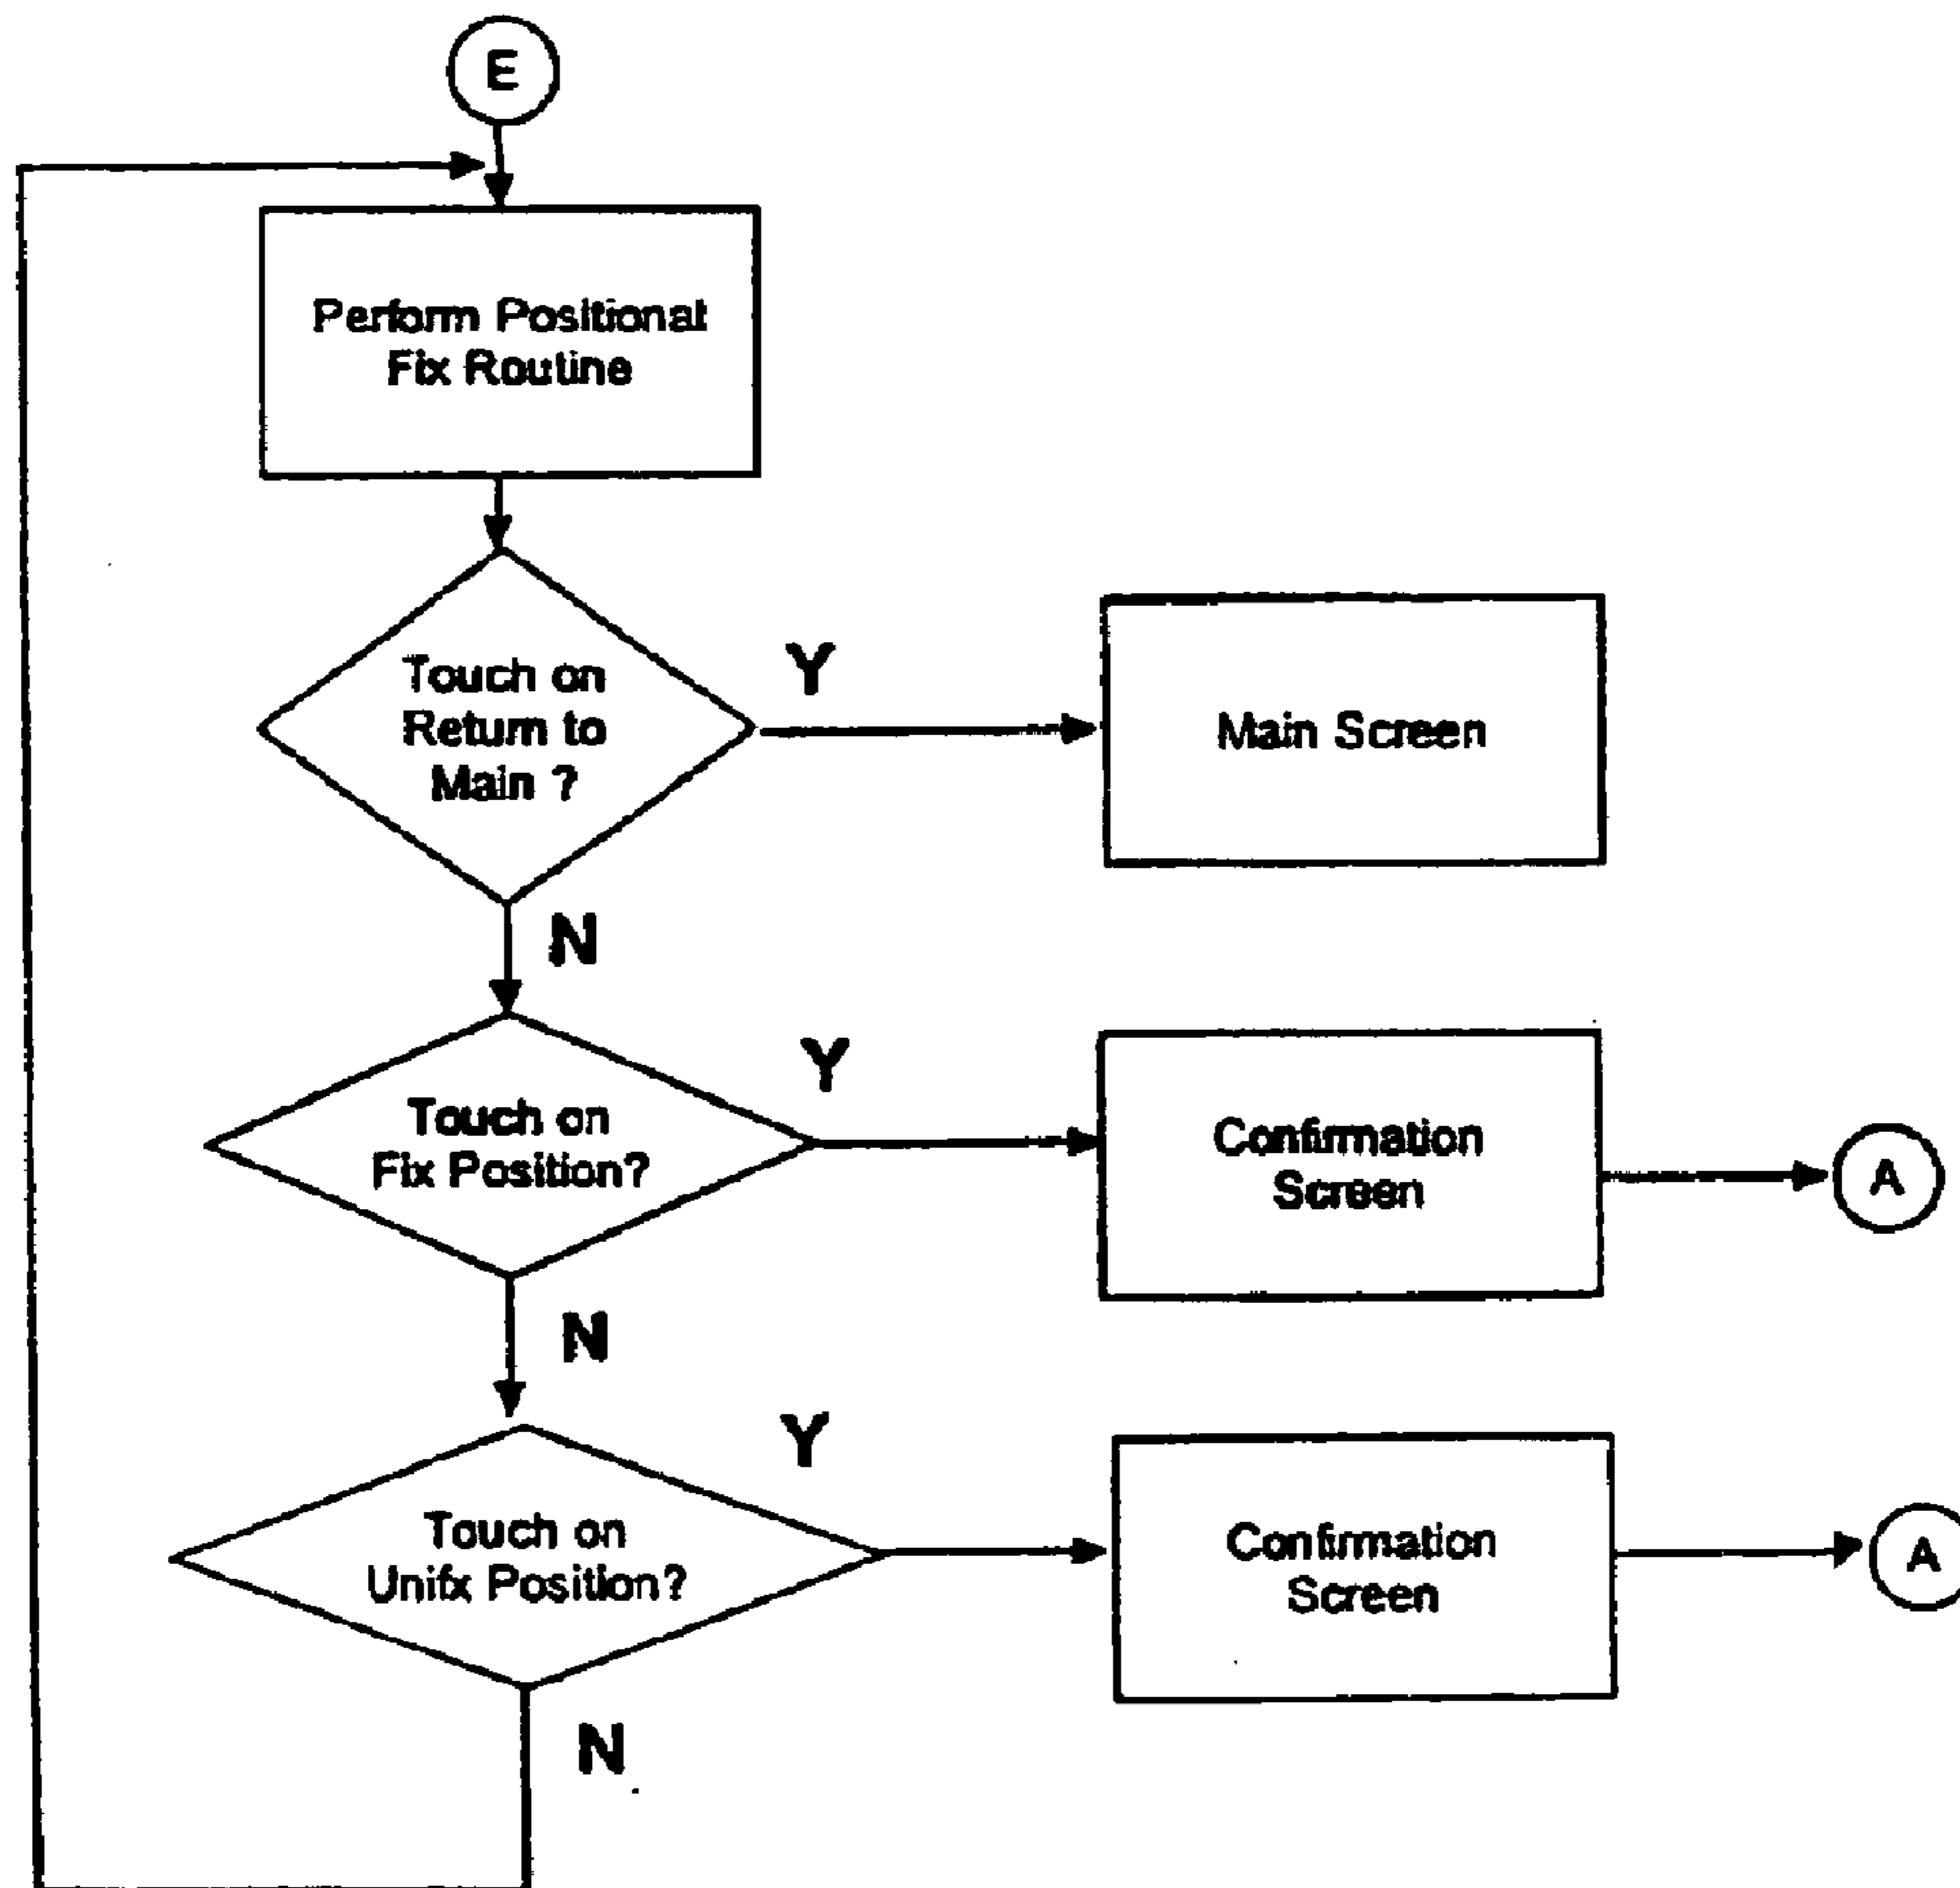 E
Perform Positional
Fix Routine
Touch on
Return to
Main ?
Y
Main Screen
N
Touch on
Fix Position?
Y
Confirmation
Screen
A
N
Touch on
Unifx Position?
Y
Confirmation
Screen
A
N